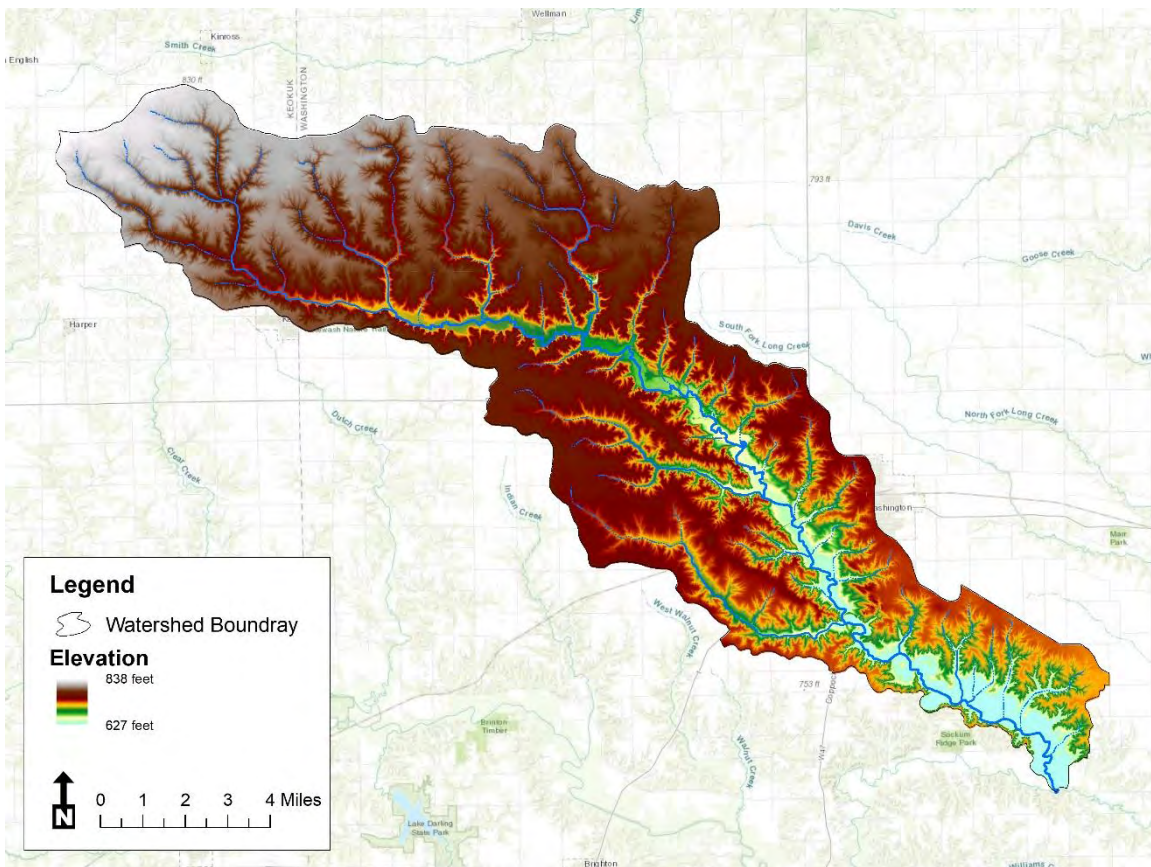 Wellman
Kinross
Smith Creek
n English
830 ft
KEOKUK
WASHINGTON
793 ft
Davis Creek
Goose Creek
Harper
South Fork Long Creek
North Fork Long Creek
Dutch Creek
Clear Creek
Indian Creek
ashington
Marr
Park
West Walnut Creek
753 ft
W47
Brinton
Timber
Sockum
Ridge Park
Walnut Creek
Lake Darling
State Park
Brighton
Legend
Watershed Boundray
Elevation
838 feet
627 feet
N
0 1 2 3 4 Miles